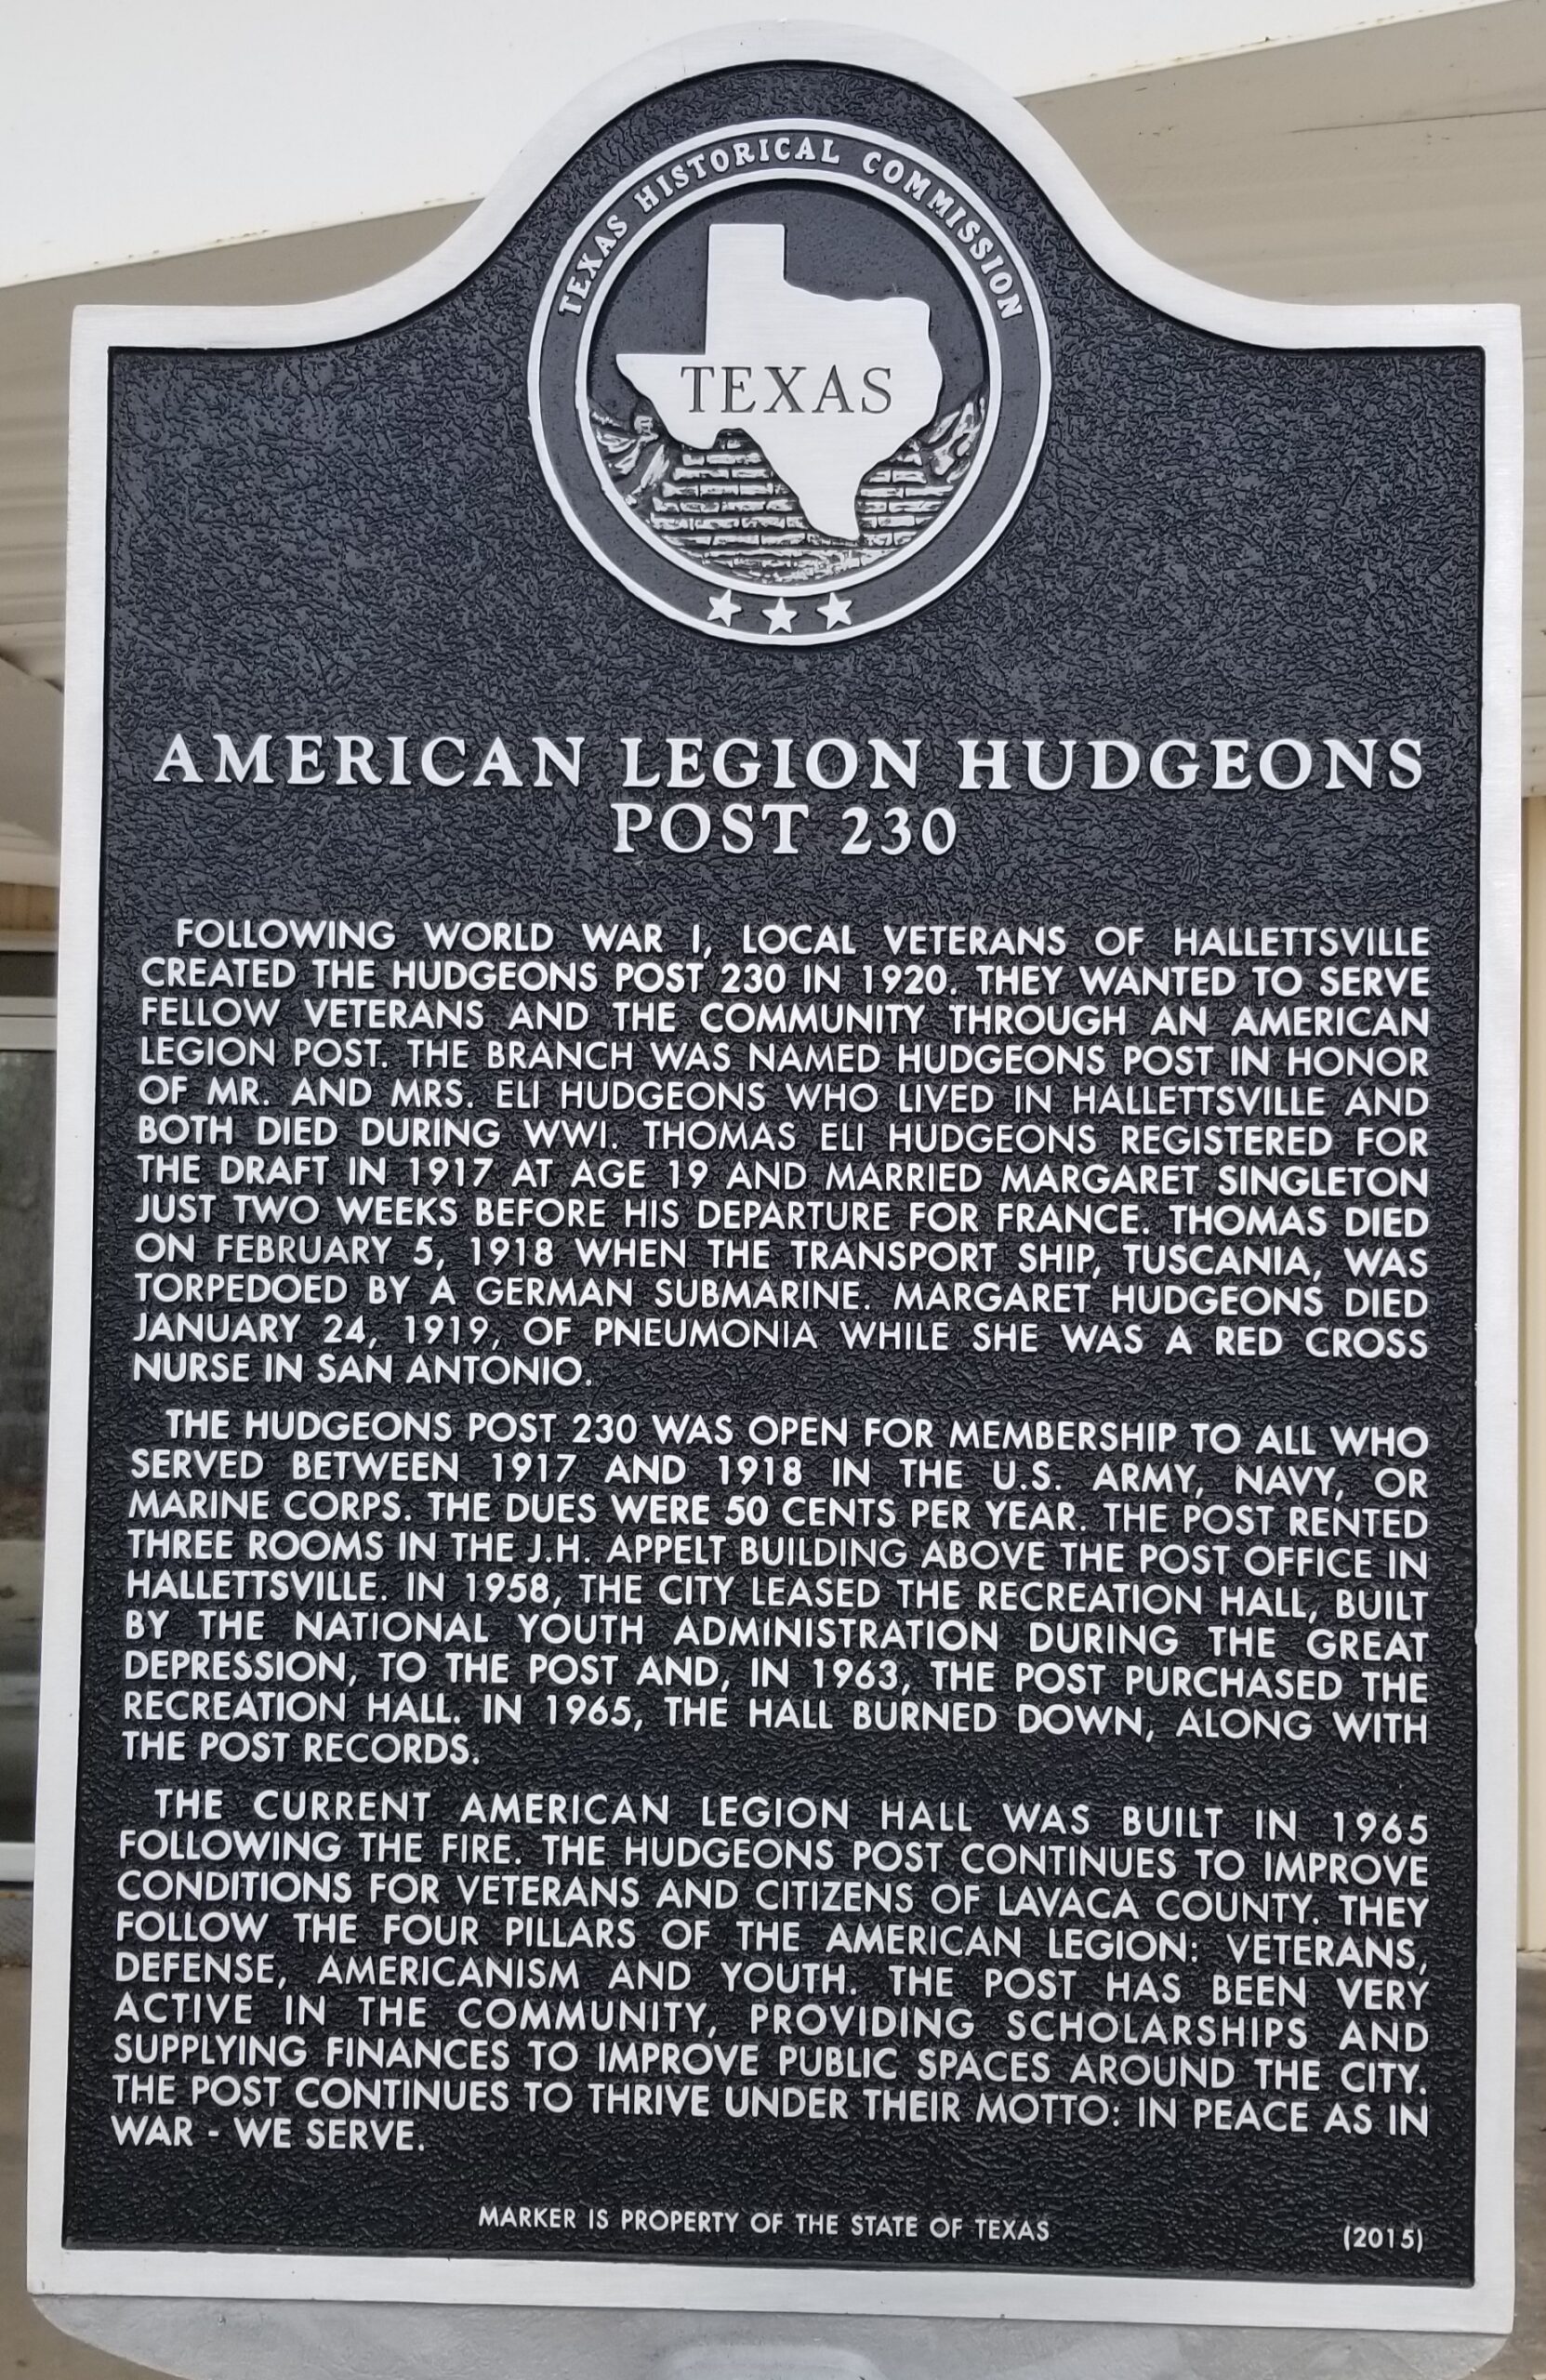 TEXAS HISTORICAL COMMISSION
TEXAS
AMERICAN LEGION HUDGEONS
POST 230
FOLLOWING WORLD WAR I, LOCAL VETERANS OF HALLETTSVILLE
CREATED THE HUDGEONS POST 230 IN 1920. THEY WANTED TO SERVE
FELLOW VETERANS AND THE COMMUNITY THROUGH AN AMERICAN
LEGION POST. THE BRANCH WAS NAMED HUDGEONS POST IN HONOR
OF MR. AND MRS. ELI HUDGEONS WHO LIVED IN HALLETTSVILLE AND
BOTH DIED DURING WWI. THOMAS ELI HUDGEONS REGISTERED FOR
THE DRAFT IN 1917 AT AGE 19 AND MARRIED MARGARET SINGLETON
JUST TWO WEEKS BEFORE HIS DEPARTURE FOR FRANCE. THOMAS DIED
ON FEBRUARY 5, 1918 WHEN THE TRANSPORT SHIP, TUSCANIA, WAS
TORPEDOED BY A GERMAN SUBMARINE. MARGARET HUDGEONS DIED
JANUARY 24, 1919, OF PNEUMONIA WHILE SHE WAS A RED CROSS
NURSE IN SAN ANTONIO.
THE HUDGEONS POST 230 WAS OPEN FOR MEMBERSHIP TO ALL WHO
SERVED BETWEEN 1917 AND 1918 IN THE U.S. ARMY, NAVY, OR
MARINE CORPS. THE DUES WERE 50 CENTS PER YEAR. THE POST RENTED
THREE ROOMS IN THE J.H. APPELT BUILDING ABOVE THE POST OFFICE IN
HALLETTSVILLE. IN 1958, THE CITY LEASED THE RECREATION HALL, BUILT
BY THE NATIONAL YOUTH ADMINISTRATION DURING THE GREAT
DEPRESSION, TO THE POST AND, IN 1963, THE POST PURCHASED THE
RECREATION HALL. IN 1965, THE HALL BURNED DOWN, ALONG WITH
THE POST RECORDS.
THE CURRENT AMERICAN LEGION HALL WAS BUILT IN 1965
FOLLOWING THE FIRE. THE HUDGEONS POST CONTINUES TO IMPROVE
CONDITIONS FOR VETERANS AND CITIZENS OF LAVACA COUNTY. THEY
FOLLOW THE FOUR PILLARS OF THE AMERICAN LEGION: VETERANS,
DEFENSE, AMERICANISM AND YOUTH. THE POST HAS BEEN VERY
ACTIVE IN THE COMMUNITY, PROVIDING SCHOLARSHIPS AND
SUPPLYING FINANCES TO IMPROVE PUBLIC SPACES AROUND THE CITY.
THE POST CONTINUES TO THRIVE UNDER THEIR MOTTO: IN PEACE AS IN
WAR - WE SERVE.
MARKER IS PROPERTY OF THE STATE OF TEXAS (2015)